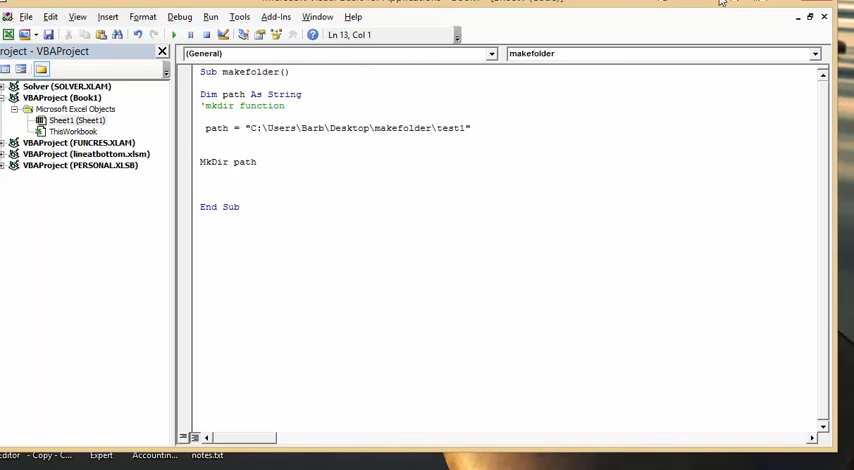 File Edit View Insert Format Debug Run Tools Add-Ins Window Help
Ln 13, Col 1
roject - VBAProject
(General) makefolder
Solver (SOLVER.XLAM)
VBAProject (Book1)
Microsoft Excel Objects
Sheet1 (Sheet1)
ThisWorkbook
VBAProject (FUNCRES.XLAM)
VBAProject (lineatbottom.xlsm)
VBAProject (PERSONAL.XLSB)
Sub makefolder()
Dim path As String
'mkdir function
path = "C:\Users\Barb\Desktop\makefolder\test1"
MkDir path
End Sub
Editor - Copy - C... Expert Accountin... notes.txt